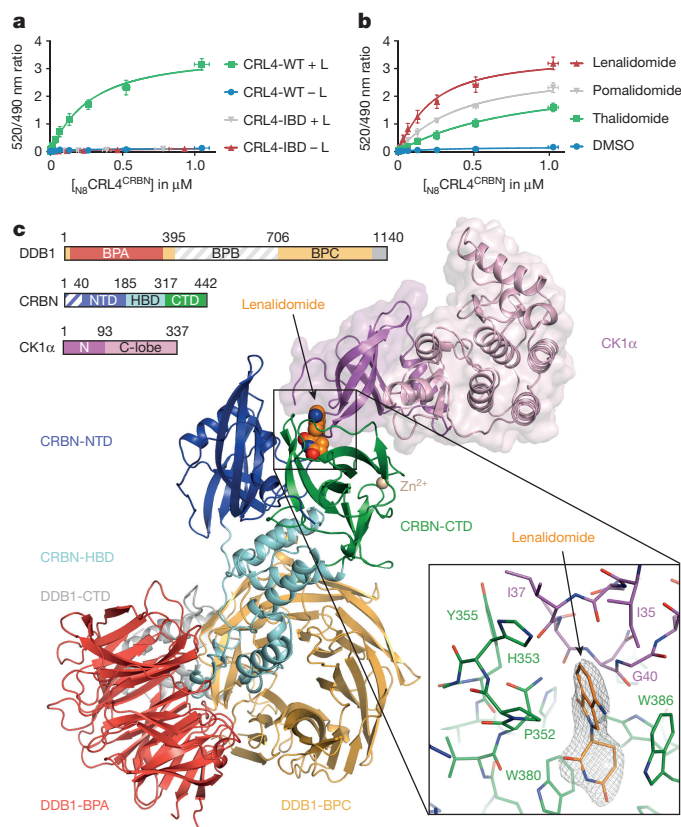 a
520/490 nm ratio
4
3
2
1
0
0
0.5
1.0
[N8CRL4CRBN] in μM
CRL4-WT + L
CRL4-WT – L
CRL4-IBD + L
CRL4-IBD – L
b
520/490 nm ratio
4
3
2
1
0
0
0.5
1.0
[N8CRL4CRBN] in μM
Lenalidomide
Pomalidomide
Thalidomide
DMSO
c
1 395 706 1140
DDB1 BPA BPB BPC
1 40 185 317 442
CRBN NTD HBD CTD
1 93 337
CK1α N C-lobe
Lenalidomide
CK1α
CRBN-NTD
Zn2+
CRBN-CTD
CRBN-HBD
DDB1-CTD
DDB1-BPA
DDB1-BPC
Lenalidomide
I37
I35
Y355
H353
G40
W386
P352
W380